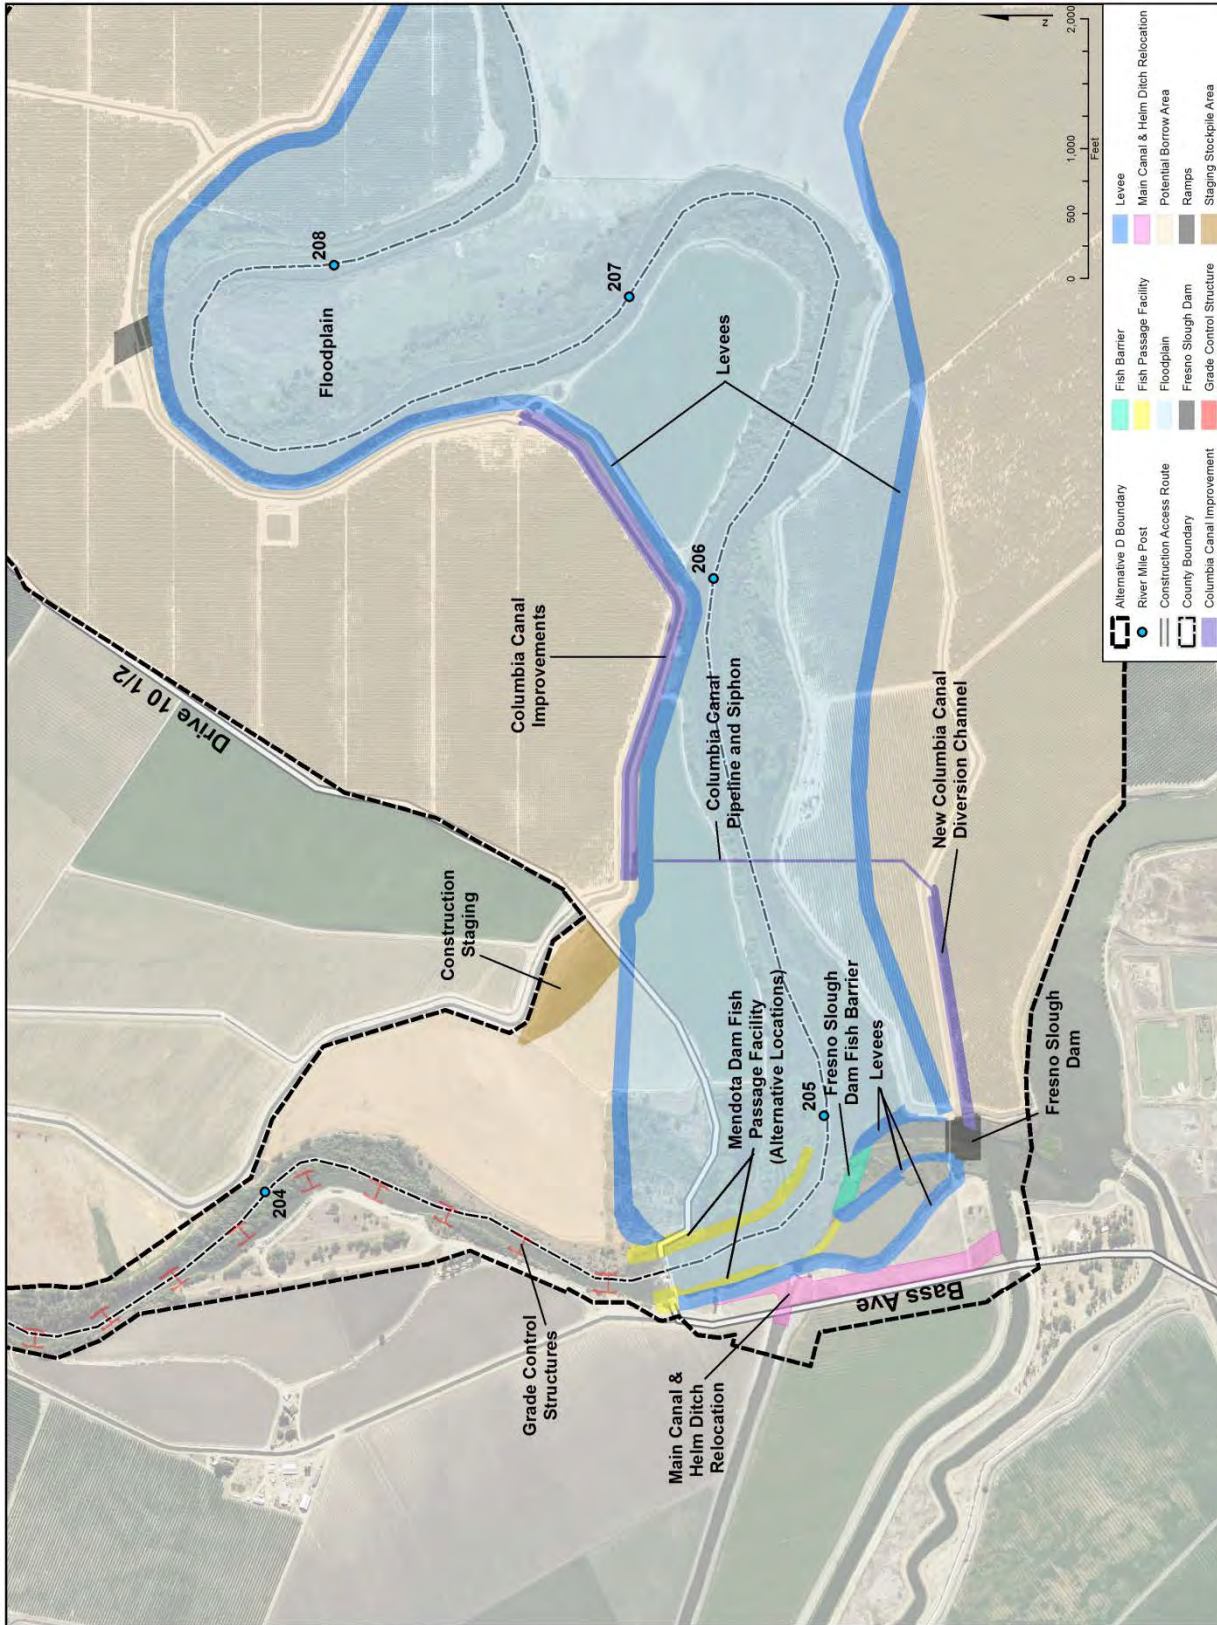 Drive 10 1/2
Construction
Staging
Columbia Canal
Improvements
Floodplain
208
207
204
Grade Control
Structures
Mendota Dam Fish
Passage Facility
(Alternative Locations)
Columbia Canal
Pipeline and Siphon
206
Levees
205
Fresno Slough
Dam Fish Barrier
Levees
Main Canal &
Helm Ditch
Relocation
Bass Ave
New Columbia Canal
Diversion Channel
Fresno Slough
Dam
Alternative D Boundary
River Mile Post
Construction Access Route
County Boundary
Columbia Canal Improvement
Fish Barrier
Fish Passage Facility
Floodplain
Fresno Slough Dam
Grade Control Structure
Levee
Main Canal & Helm Ditch Relocation
Potential Borrow Area
Ramps
Staging Stockpile Area
0 500 1,000 2,000
Feet
N